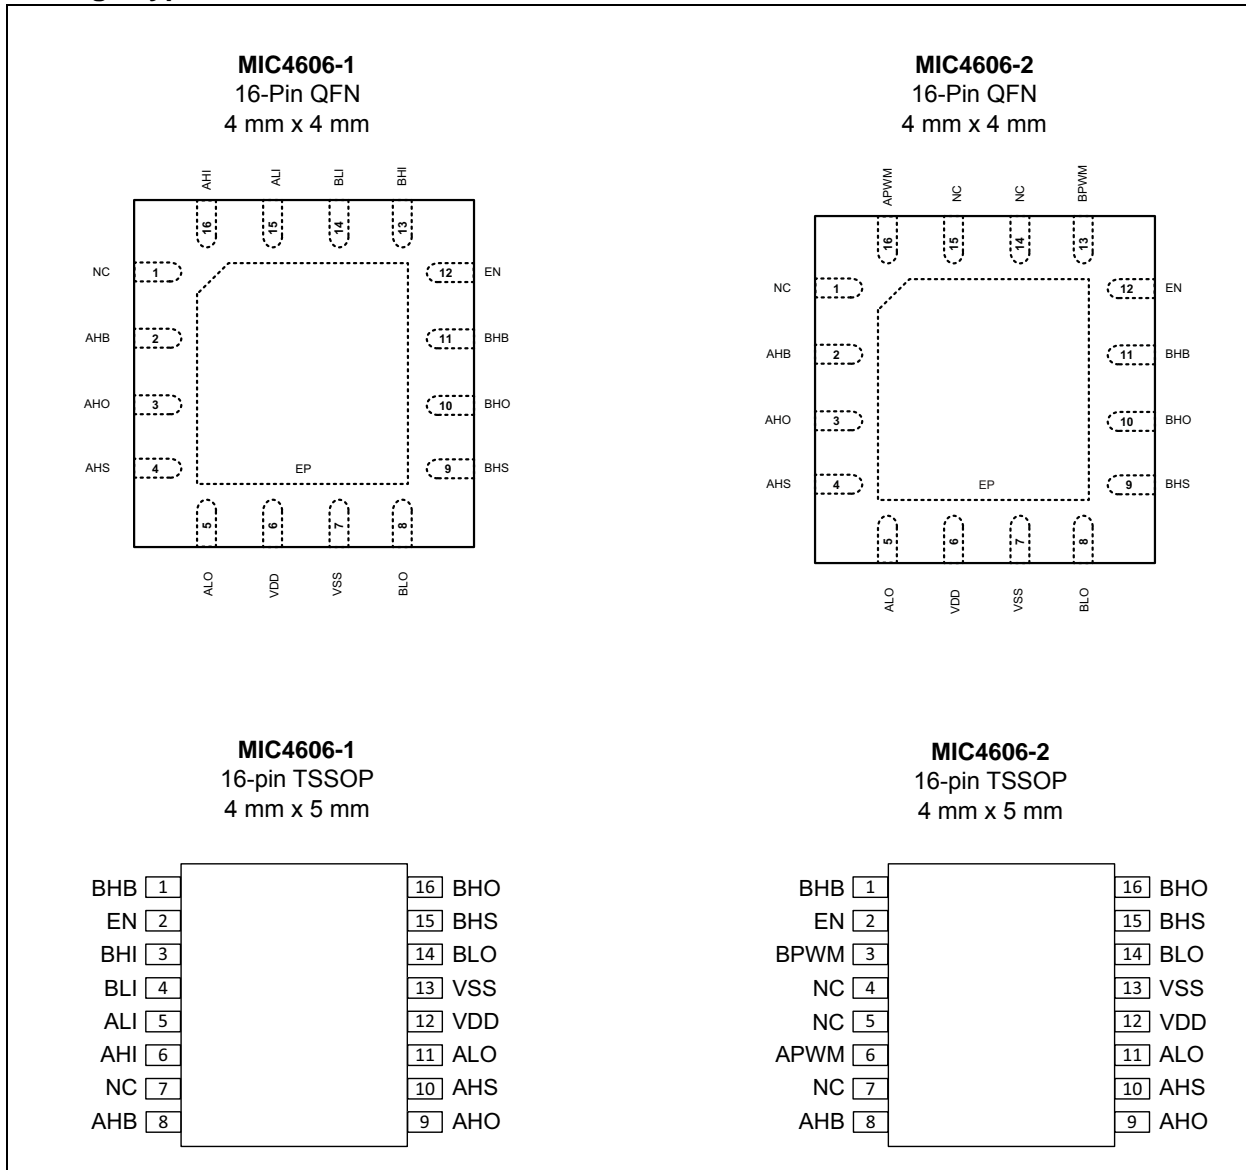 MIC4606-1
16-Pin QFN
4 mm x 4 mm
AHI ALI BLI BHI
16 15 14 13
NC 1 12 EN
AHB 2 11 BHB
AHO 3 10 BHO
AHS 4 9 BHS
EP
5 6 7 8
ALO VDD VSS BLO
MIC4606-2
16-Pin QFN
4 mm x 4 mm
APWM NC NC BPWM
16 15 14 13
NC 1 12 EN
AHB 2 11 BHB
AHO 3 10 BHO
AHS 4 9 BHS
EP
5 6 7 8
ALO VDD VSS BLO
MIC4606-1
16-pin TSSOP
4 mm x 5 mm
BHB 1 16 BHO
EN 2 15 BHS
BHI 3 14 BLO
BLI 4 13 VSS
ALI 5 12 VDD
AHI 6 11 ALO
NC 7 10 AHS
AHB 8 9 AHO
MIC4606-2
16-pin TSSOP
4 mm x 5 mm
BHB 1 16 BHO
EN 2 15 BHS
BPWM 3 14 BLO
NC 4 13 VSS
NC 5 12 VDD
APWM 6 11 ALO
NC 7 10 AHS
AHB 8 9 AHO